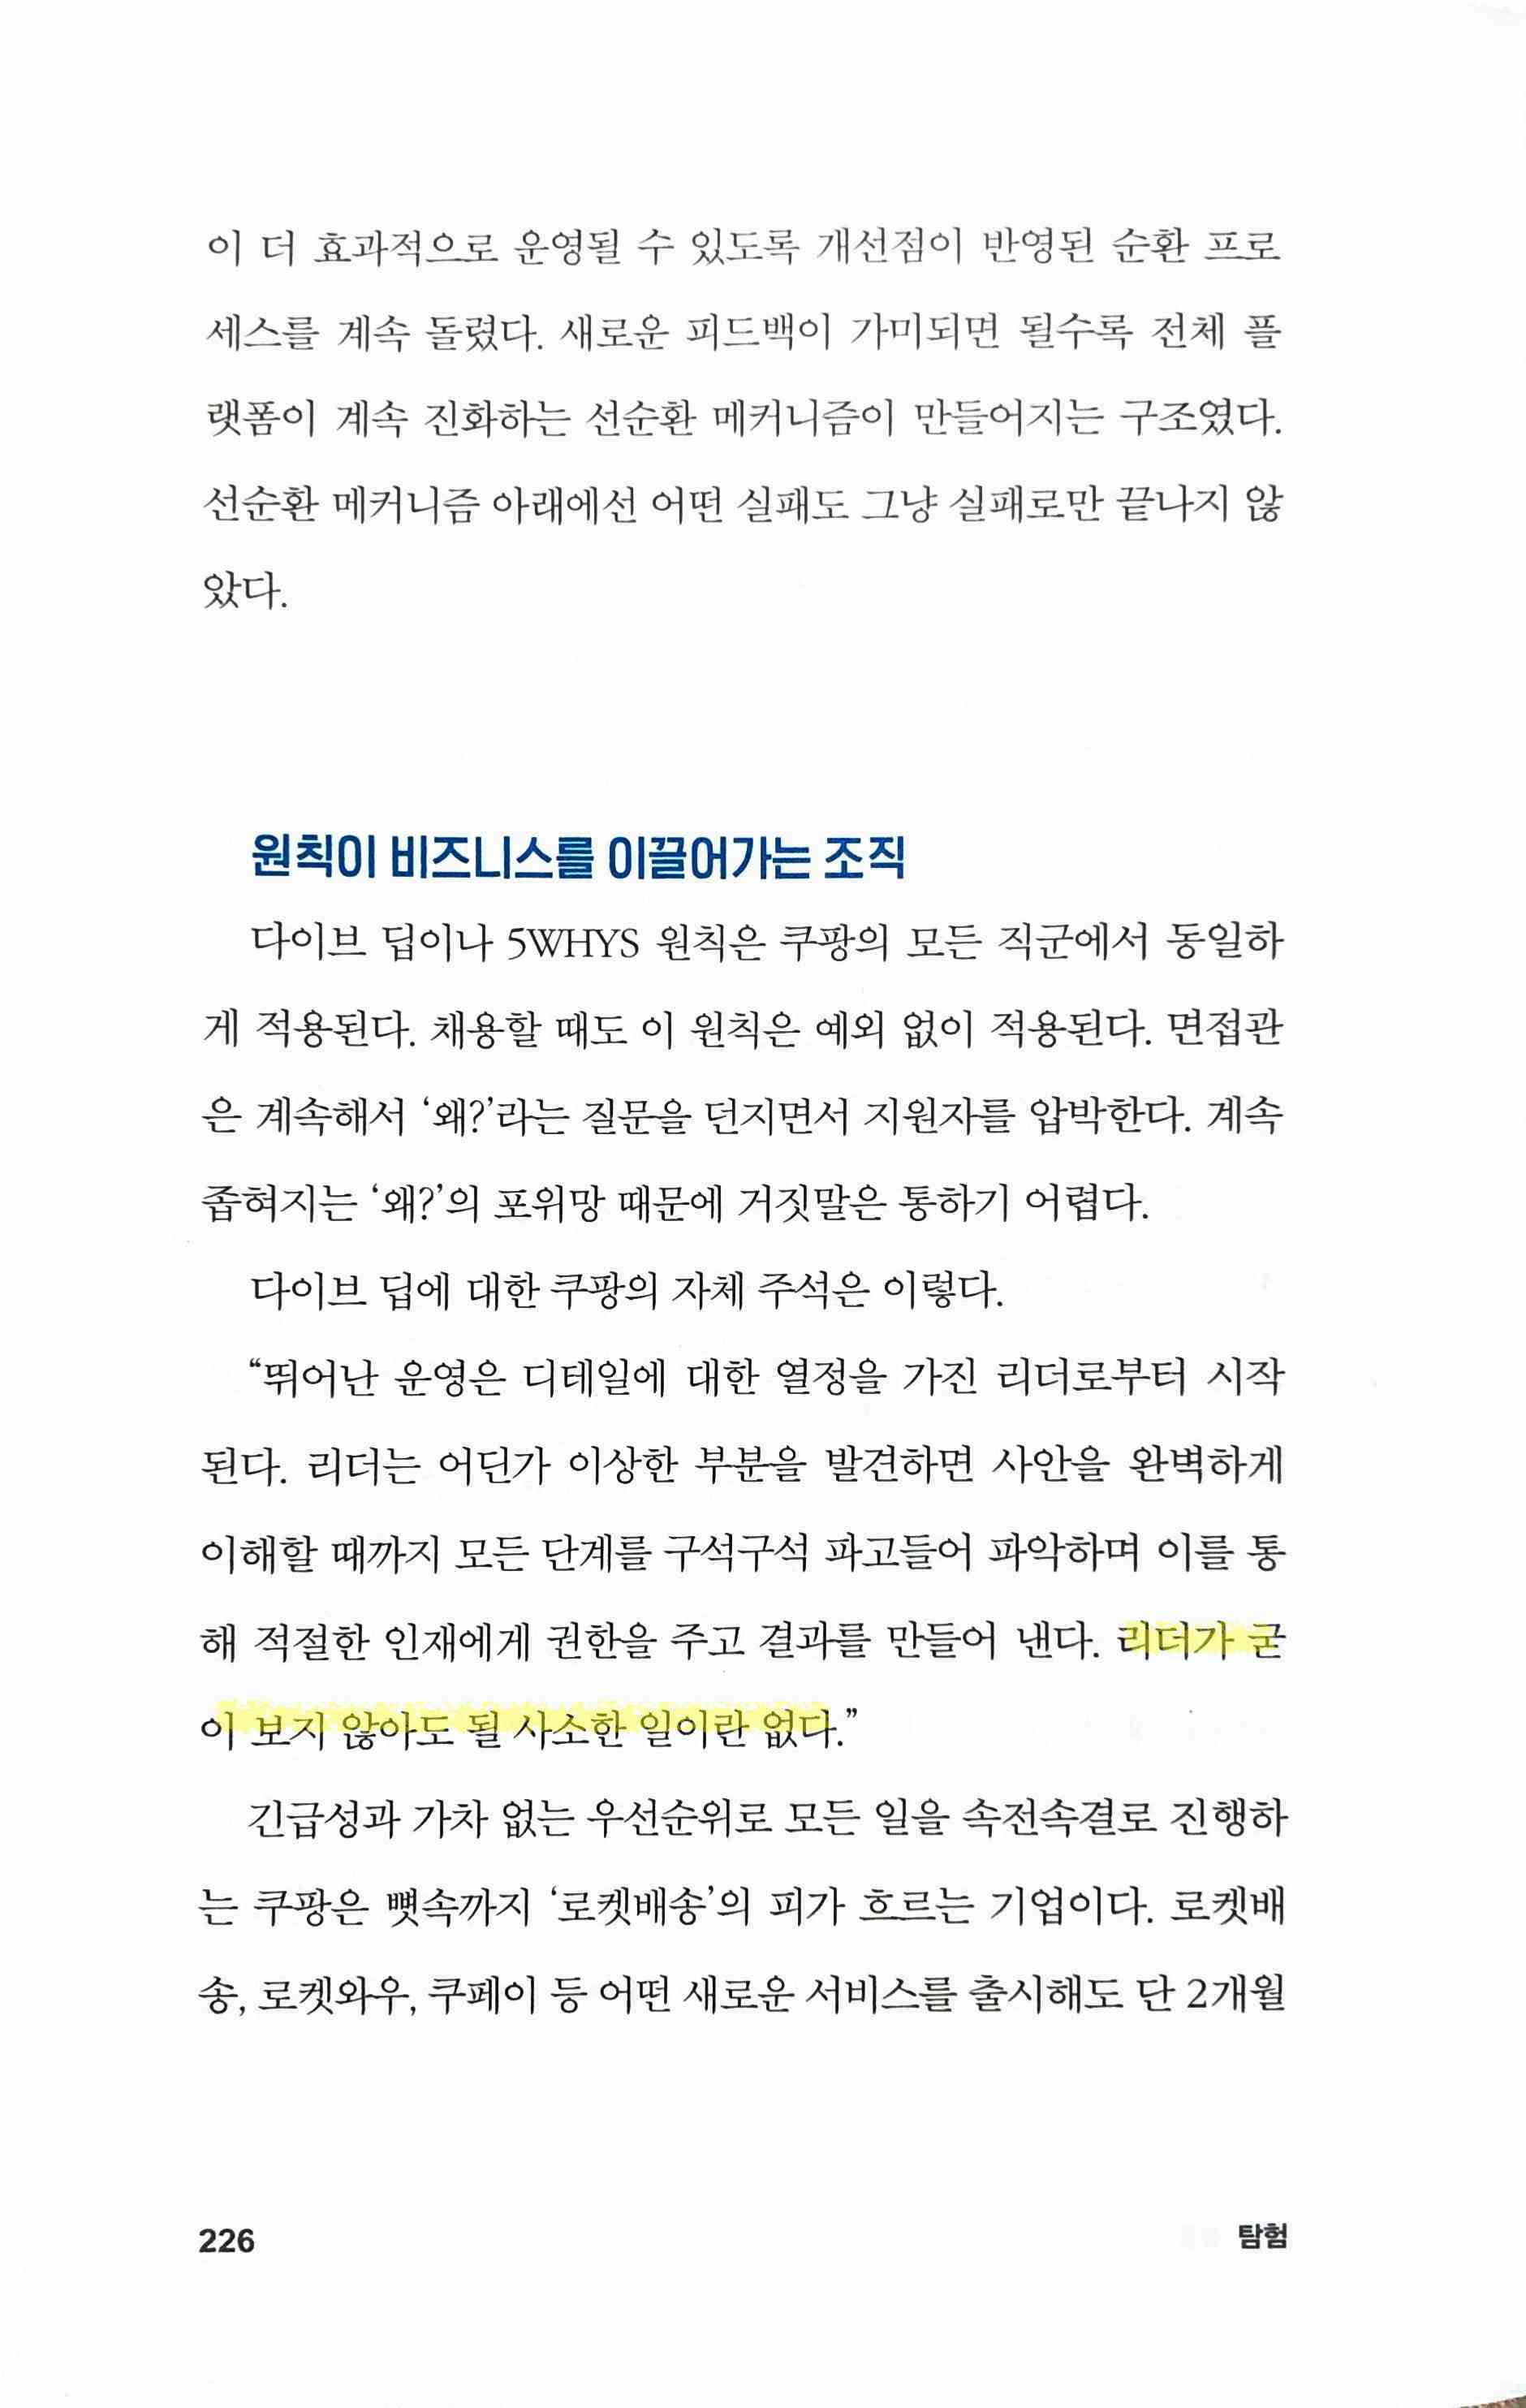 이 더 효과적으로 운영될 수 있도록 개선점이 반영된 순환 프로
세스를 계속 돌렸다. 새로운 피드백이 가미되면 될수록 전체 플
랫폼이 계속 진화하는 선순환 메커니즘이 만들어지는 구조였다.
선순환 메커니즘 아래에선 어떤 실패도 그냥 실패로만 끝나지 않
았다.
원칙이 비즈니스를 이끌어가는 조직
다이브 딥이나 5WHYS 원칙은 쿠팡의 모든 직군에서 동일하
게 적용된다. 채용할 때도 이 원칙은 예외 없이 적용된다. 면접관
은 계속해서 ‘왜?’라는 질문을 던지면서 지원자를 압박한다. 계속
좁혀지는 ‘왜?’의 포위망 때문에 거짓말은 통하기 어렵다.
다이브 딥에 대한 쿠팡의 자체 주석은 이렇다.
“뛰어난 운영은 디테일에 대한 열정을 가진 리더로부터 시작
된다. 리더는 어딘가 이상한 부분을 발견하면 사안을 완벽하게
이해할 때까지 모든 단계를 구석구석 파고들어 파악하며 이를 통
해 적절한 인재에게 권한을 주고 결과를 만들어 낸다. 리더가 굳
이 보지 않아도 될 사소한 일이란 없다.”
긴급성과 가차 없는 우선순위로 모든 일을 속전속결로 진행하
는 쿠팡은 뼛속까지 ‘로켓배송’의 피가 흐르는 기업이다. 로켓배
송, 로켓와우, 쿠페이 등 어떤 새로운 서비스를 출시해도 단 2개월
226
탐험